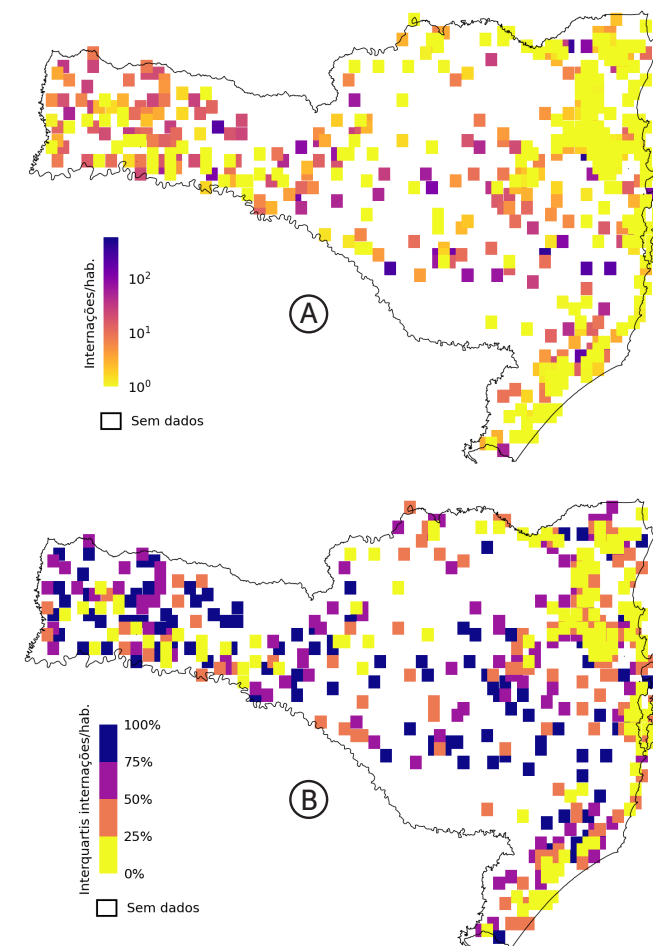 Internações/hab.
10²
10¹
10⁰
Sem dados
A
Interquartis internações/hab.
100%
75%
50%
25%
0%
Sem dados
B